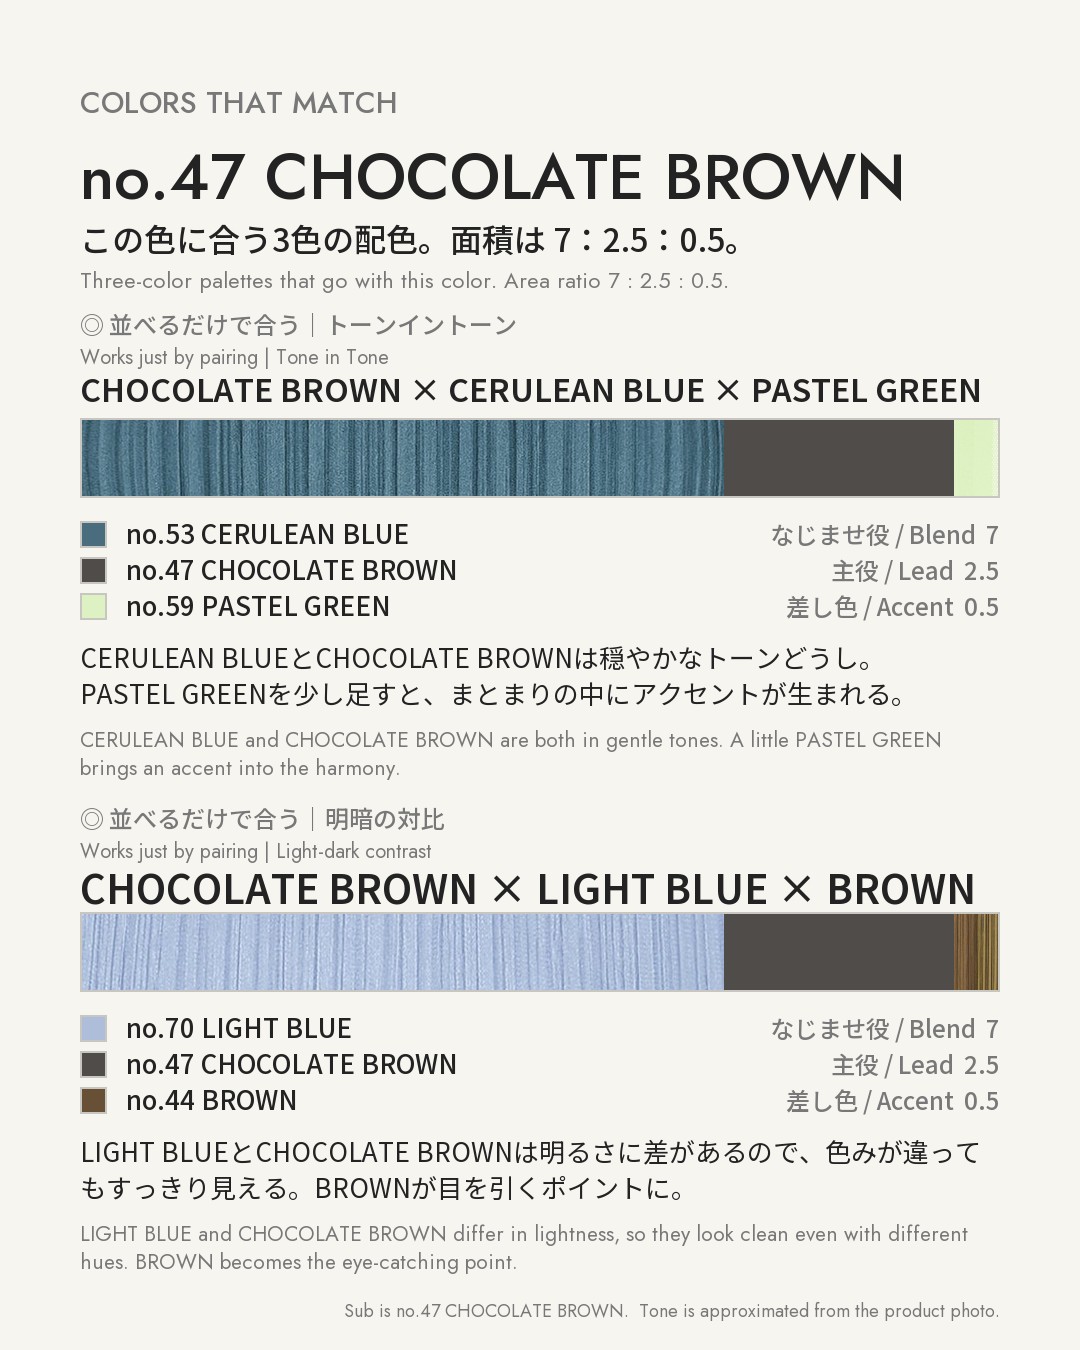 COLORS THAT MATCH
no.47 CHOCOLATE BROWN
この色に合う3色の配色。面積は 7：2.5：0.5。
Three-color palettes that go with this color. Area ratio 7 : 2.5 : 0.5.
◎ 並べるだけで合う｜トーンイントーン
Works just by pairing | Tone in Tone
CHOCOLATE BROWN × CERULEAN BLUE × PASTEL GREEN
no.53 CERULEAN BLUE なじませ役 / Blend 7
no.47 CHOCOLATE BROWN 主役 / Lead 2.5
no.59 PASTEL GREEN 差し色 / Accent 0.5
CERULEAN BLUEとCHOCOLATE BROWNは穏やかなトーンどうし。
PASTEL GREENを少し足すと、まとまりの中にアクセントが生まれる。
CERULEAN BLUE and CHOCOLATE BROWN are both in gentle tones. A little PASTEL GREEN
brings an accent into the harmony.
◎ 並べるだけで合う｜明暗の対比
Works just by pairing | Light-dark contrast
CHOCOLATE BROWN × LIGHT BLUE × BROWN
no.70 LIGHT BLUE なじませ役 / Blend 7
no.47 CHOCOLATE BROWN 主役 / Lead 2.5
no.44 BROWN 差し色 / Accent 0.5
LIGHT BLUEとCHOCOLATE BROWNは明るさに差があるので、色みが違って
もすっきり見える。BROWNが目を引くポイントに。
LIGHT BLUE and CHOCOLATE BROWN differ in lightness, so they look clean even with different
hues. BROWN becomes the eye-catching point.
Sub is no.47 CHOCOLATE BROWN. Tone is approximated from the product photo.